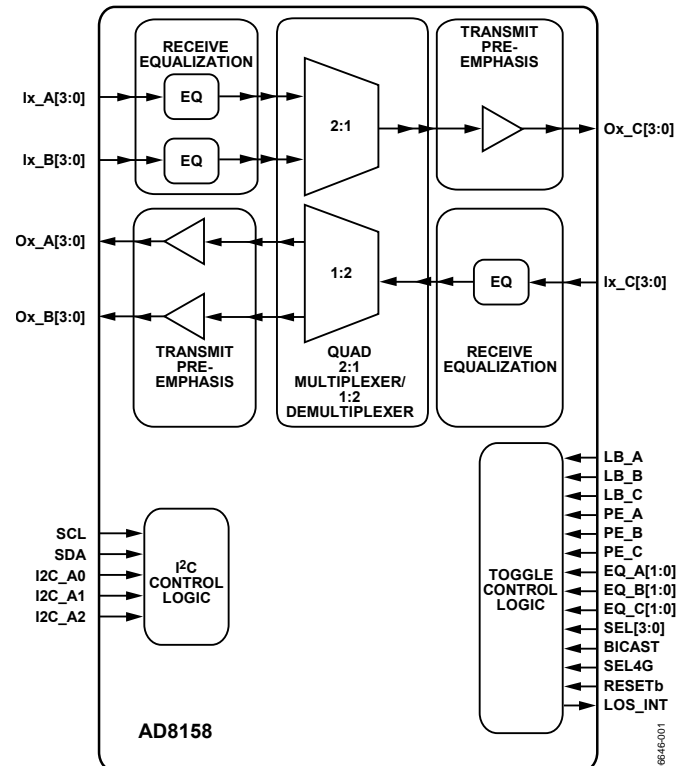 RECEIVE
EQUALIZATION
TRANSMIT
PRE-
EMPHASIS
Ix_A[3:0]
EQ
2:1
Ox_C[3:0]
Ix_B[3:0]
EQ
Ox_A[3:0]
1:2
EQ
Ix_C[3:0]
Ox_B[3:0]
TRANSMIT
PRE-
EMPHASIS
QUAD
2:1
MULTIPLEXER/
1:2
DEMULTIPLEXER
RECEIVE
EQUALIZATION
LB_A
LB_B
LB_C
PE_A
PE_B
PE_C
EQ_A[1:0]
EQ_B[1:0]
EQ_C[1:0]
SEL[3:0]
BICAST
SEL4G
RESETb
LOS_INT
TOGGLE
CONTROL
LOGIC
SCL
SDA
I2C_A0
I2C_A1
I2C_A2
I²C
CONTROL
LOGIC
AD8158
6646-001